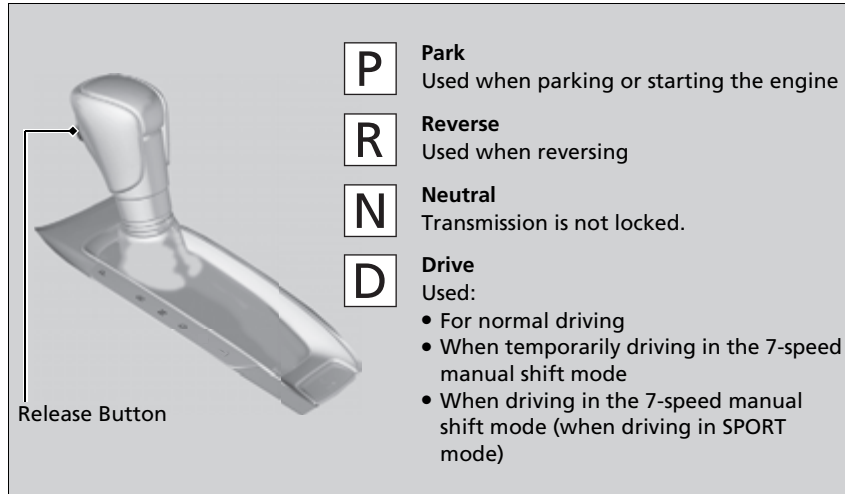 P
Park
Used when parking or starting the engine
R
Reverse
Used when reversing
N
Neutral
Transmission is not locked.
D
Drive
Used:
● For normal driving
● When temporarily driving in the 7-speed
manual shift mode
● When driving in the 7-speed manual
shift mode (when driving in SPORT
mode)
Release Button